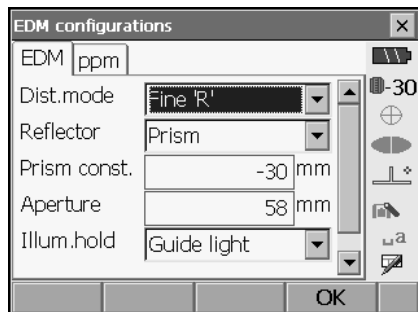 EDM configurations
EDM ppm
Dist.mode Fine 'R'
-30
Reflector Prism
Prism const. -30 mm
Aperture 58 mm
Illum.hold Guide light
a
OK